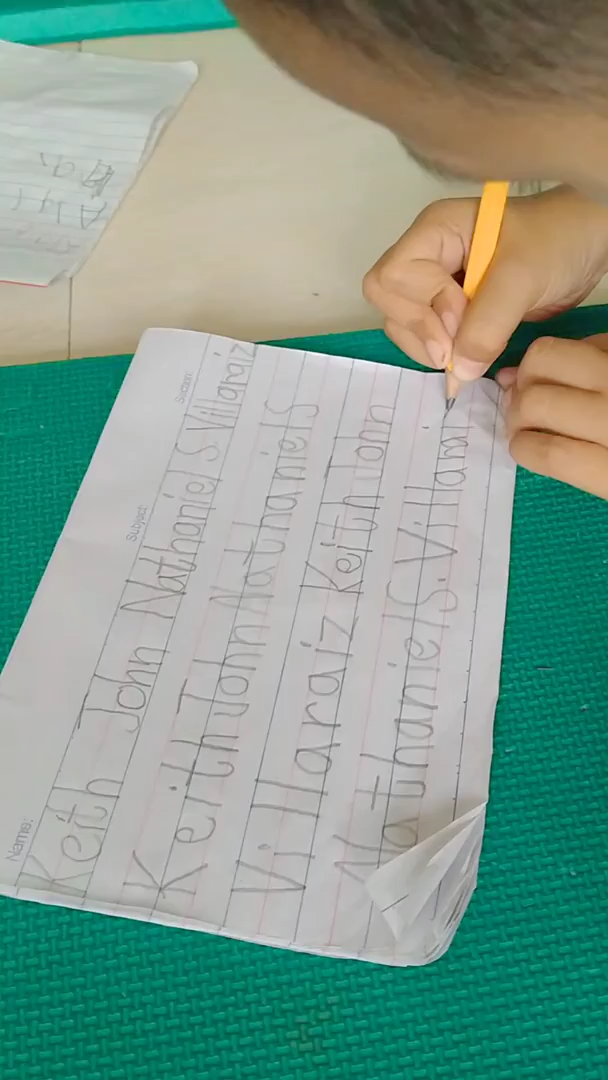 Name: Subject: Section:
Keith John Nathaniel S Villaraiz
Keith John Nathaniel S
Villaraiz Keith John
Nathaniel S. Villarai